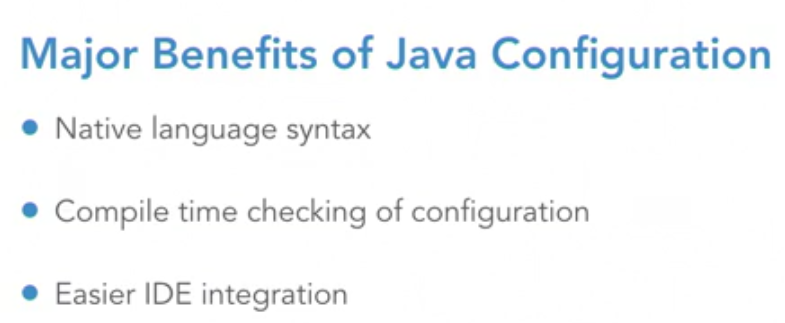 Major Benefits of Java Configuration
Native language syntax
Compile time checking of configuration
Easier IDE integration